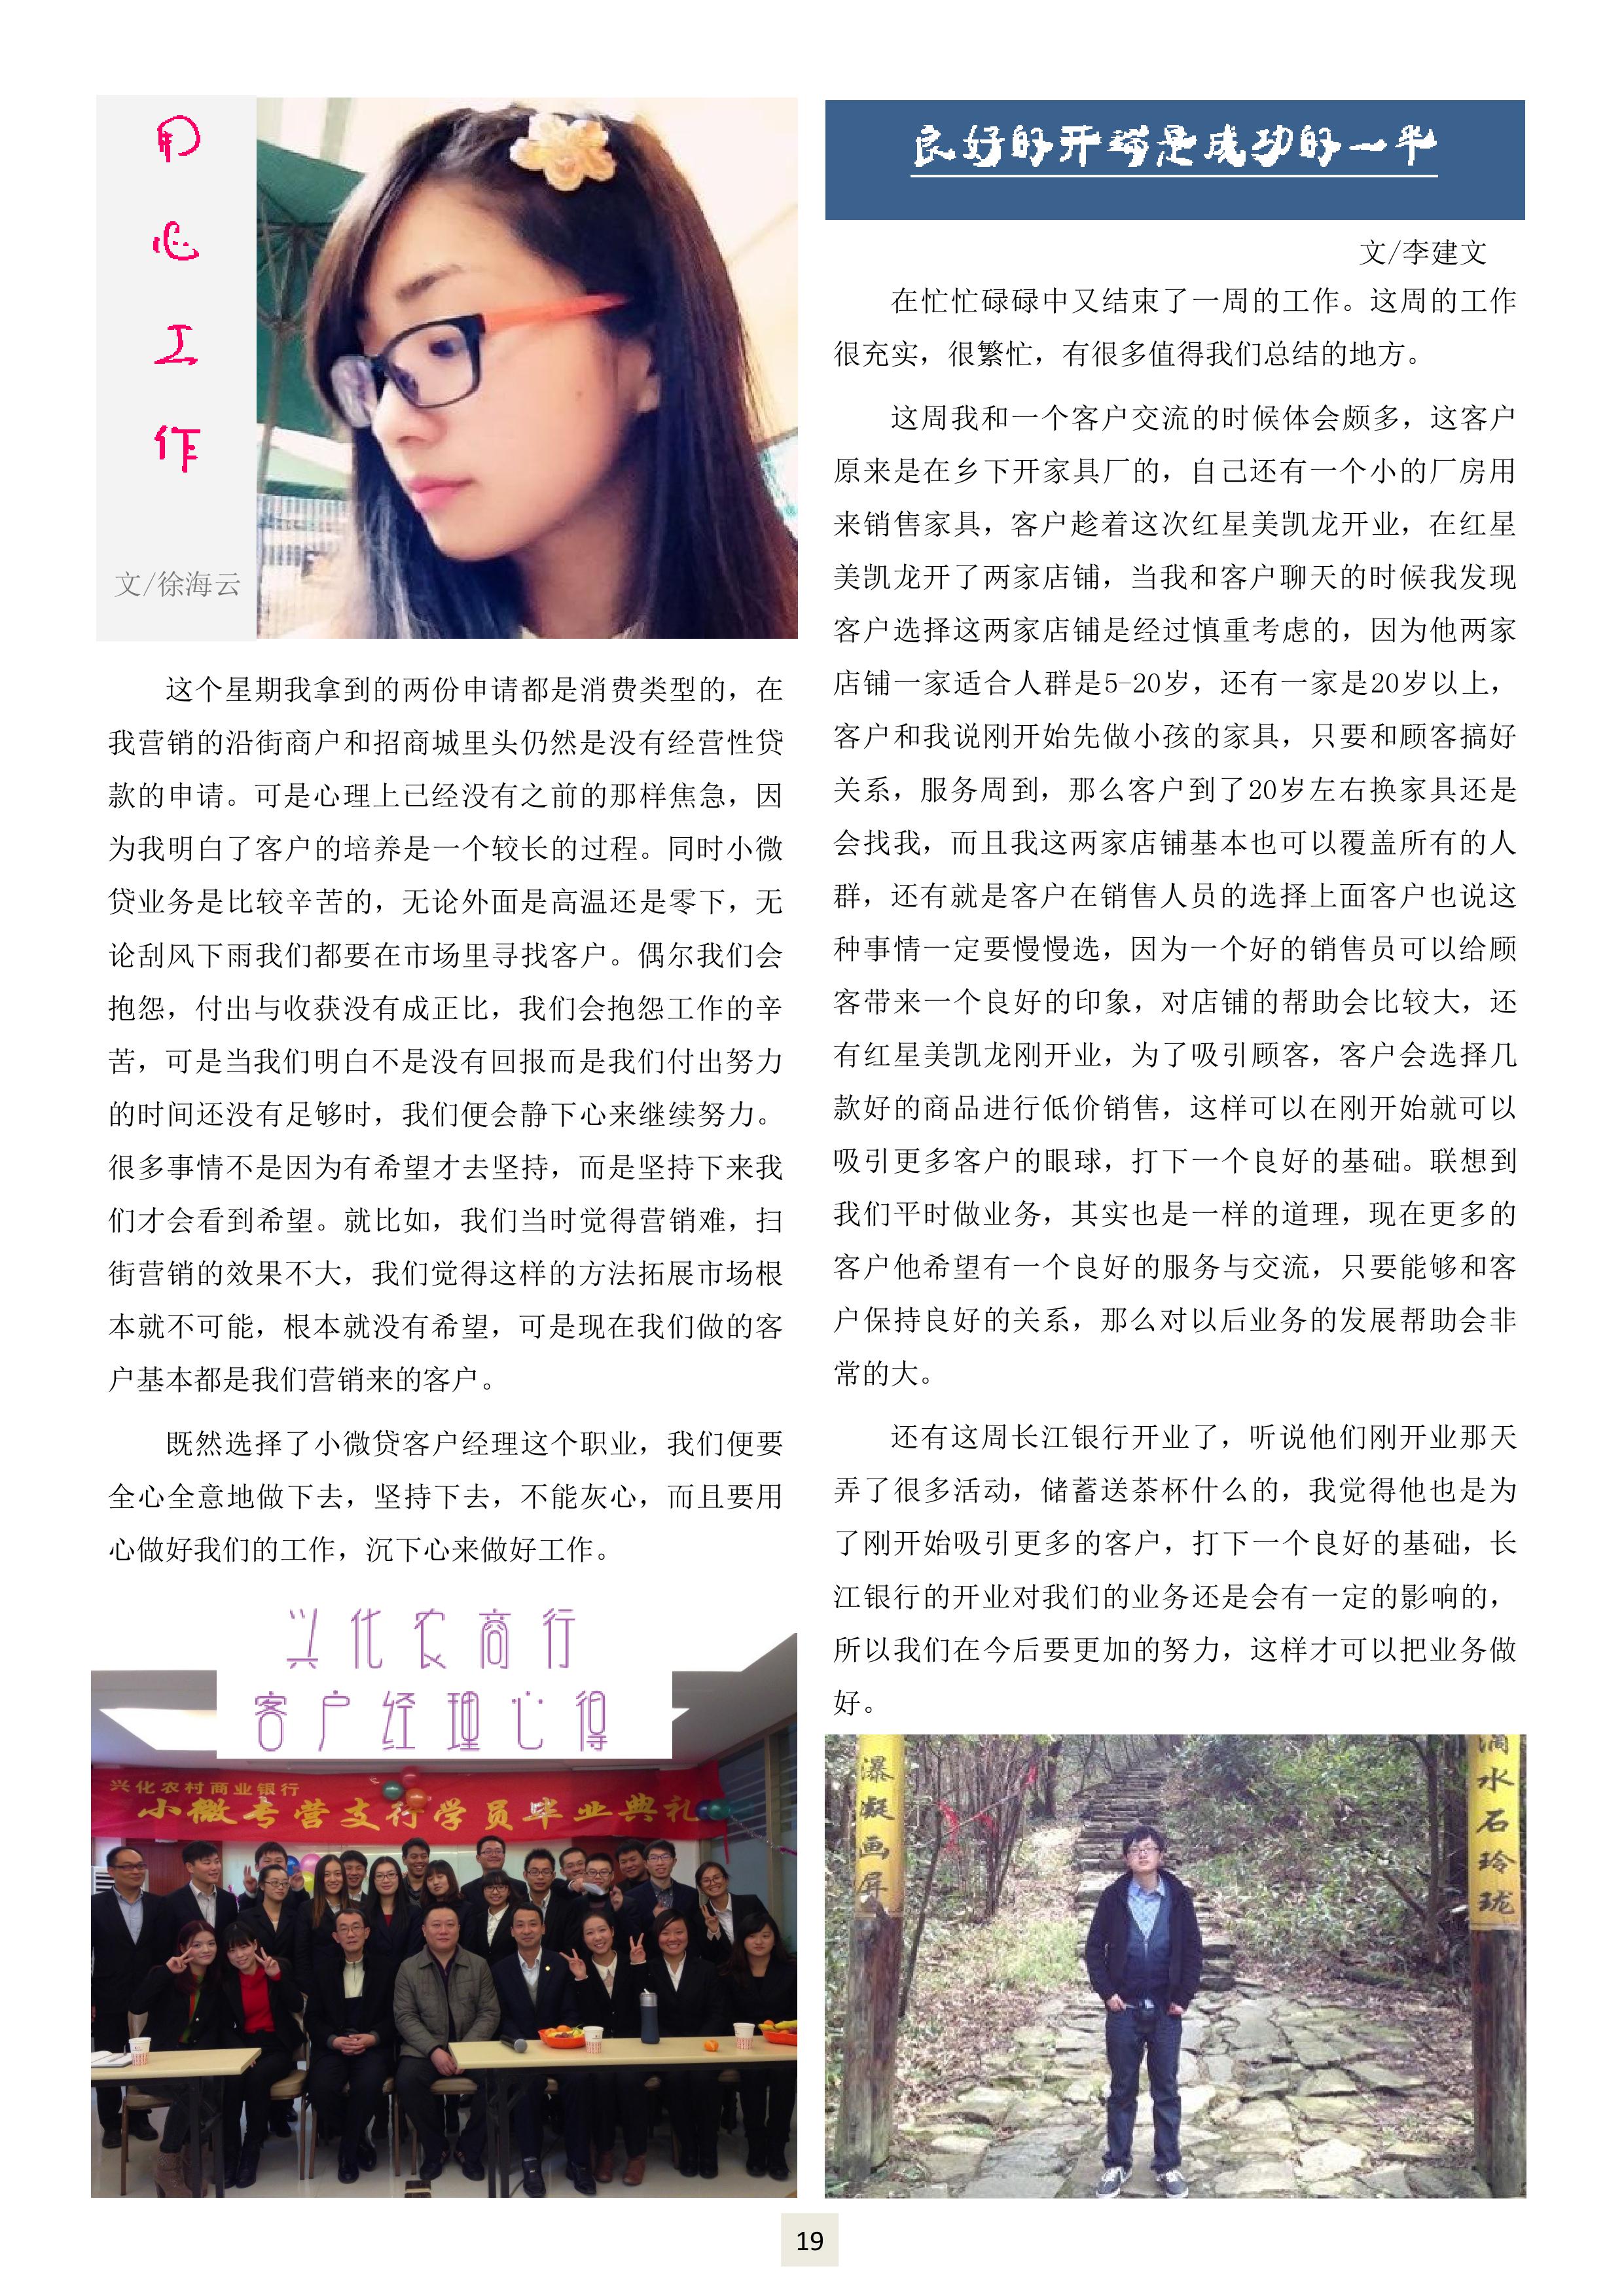 用
心
工
作
文/徐海云
这个星期我拿到的两份申请都是消费类型的，在
我营销的沿街商户和招商城里头仍然是没有经营性贷
款的申请。可是心理上已经没有之前的那样焦急，因
为我明白了客户的培养是一个较长的过程。同时小微
贷业务是比较辛苦的，无论外面是高温还是零下，无
论刮风下雨我们都要在市场里寻找客户。偶尔我们会
抱怨，付出与收获没有成正比，我们会抱怨工作的辛
苦，可是当我们明白不是没有回报而是我们付出努力
的时间还没有足够时，我们便会静下心来继续努力。
很多事情不是因为有希望才去坚持，而是坚持下来我
们才会看到希望。就比如，我们当时觉得营销难，扫
街营销的效果不大，我们觉得这样的方法拓展市场根
本就不可能，根本就没有希望，可是现在我们做的客
户基本都是我们营销来的客户。
既然选择了小微贷客户经理这个职业，我们便要
全心全意地做下去，坚持下去，不能灰心，而且要用
心做好我们的工作，沉下心来做好工作。
兴化农商行
客户经理心得
兴化农村商业银行
小微专营支行学员毕业典礼
良好的开端是成功的一半
文/李建文
在忙忙碌碌中又结束了一周的工作。这周的工作
很充实，很繁忙，有很多值得我们总结的地方。
这周我和一个客户交流的时候体会颇多，这客户
原来是在乡下开家具厂的，自己还有一个小的厂房用
来销售家具，客户趁着这次红星美凯龙开业，在红星
美凯龙开了两家店铺，当我和客户聊天的时候我发现
客户选择这两家店铺是经过慎重考虑的，因为他两家
店铺一家适合人群是5-20岁，还有一家是20岁以上，
客户和我说刚开始先做小孩的家具，只要和顾客搞好
关系，服务周到，那么客户到了20岁左右换家具还是
会找我，而且我这两家店铺基本也可以覆盖所有的人
群，还有就是客户在销售人员的选择上面客户也说这
种事情一定要慢慢选，因为一个好的销售员可以给顾
客带来一个良好的印象，对店铺的帮助会比较大，还
有红星美凯龙刚开业，为了吸引顾客，客户会选择几
款好的商品进行低价销售，这样可以在刚开始就可以
吸引更多客户的眼球，打下一个良好的基础。联想到
我们平时做业务，其实也是一样的道理，现在更多的
客户他希望有一个良好的服务与交流，只要能够和客
户保持良好的关系，那么对以后业务的发展帮助会非
常的大。
还有这周长江银行开业了，听说他们刚开业那天
弄了很多活动，储蓄送茶杯什么的，我觉得他也是为
了刚开始吸引更多的客户，打下一个良好的基础，长
江银行的开业对我们的业务还是会有一定的影响的，
所以我们在今后要更加的努力，这样才可以把业务做
好。
瀑凝画屏
滴水石玲珑
19